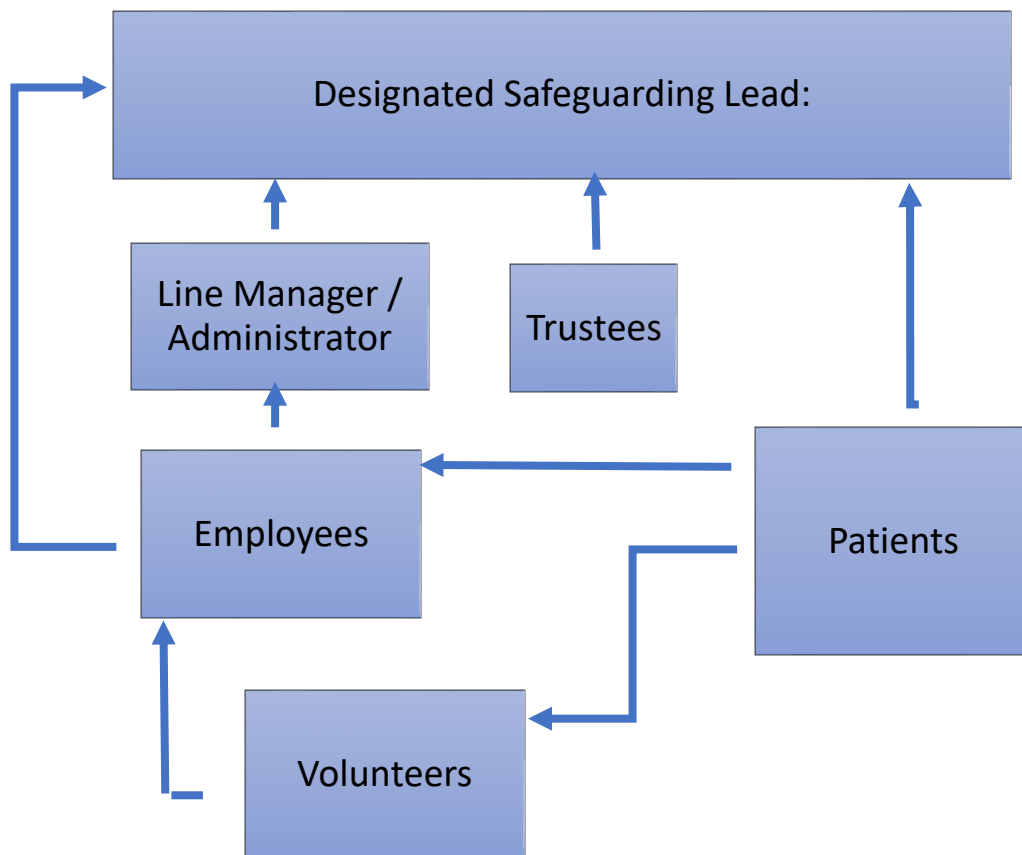 Designated Safeguarding Lead:
Line Manager /
Administrator
Trustees
Employees
Patients
Volunteers